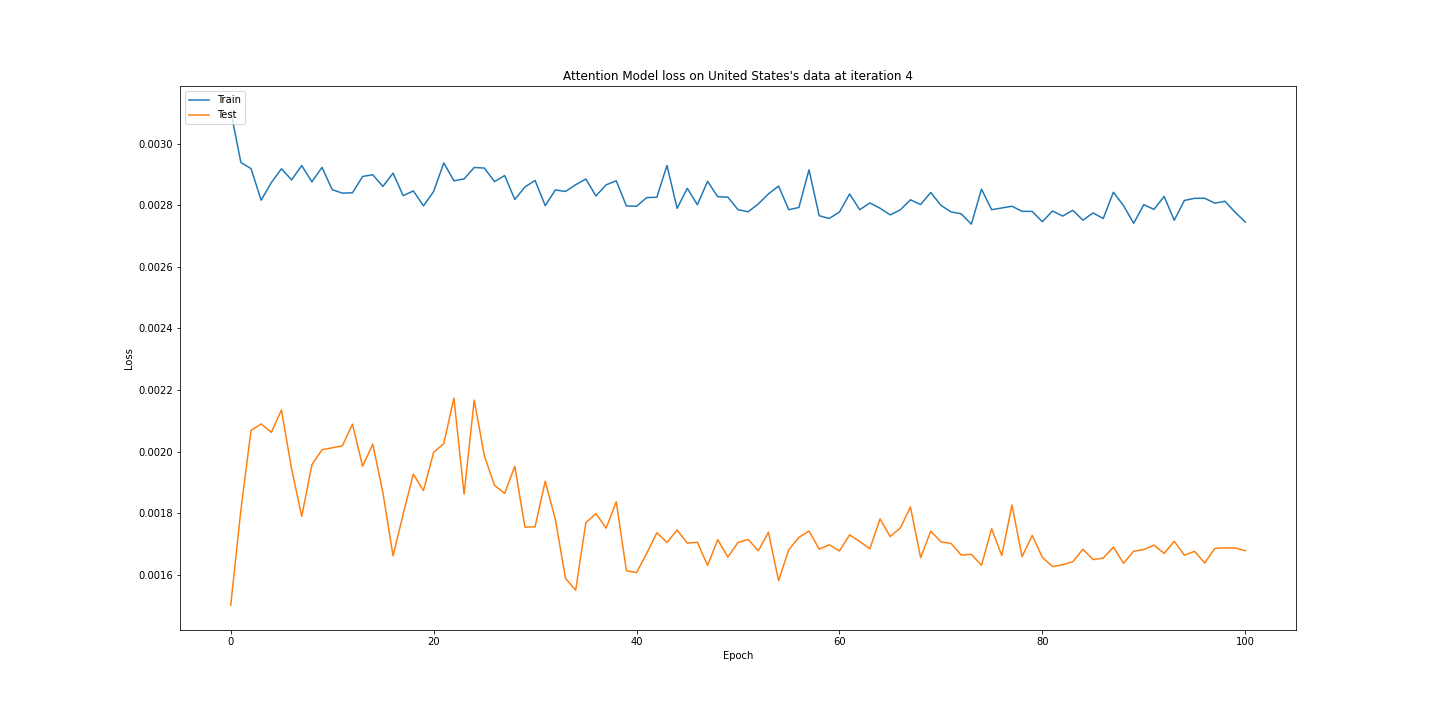 Attention Model loss on United States's data at iteration 4
Train
Test
0.0030
0.0028
0.0026
0.0024
0.0022
0.0020
0.0018
0.0016
Loss
0 20 40 60 80 100
Epoch